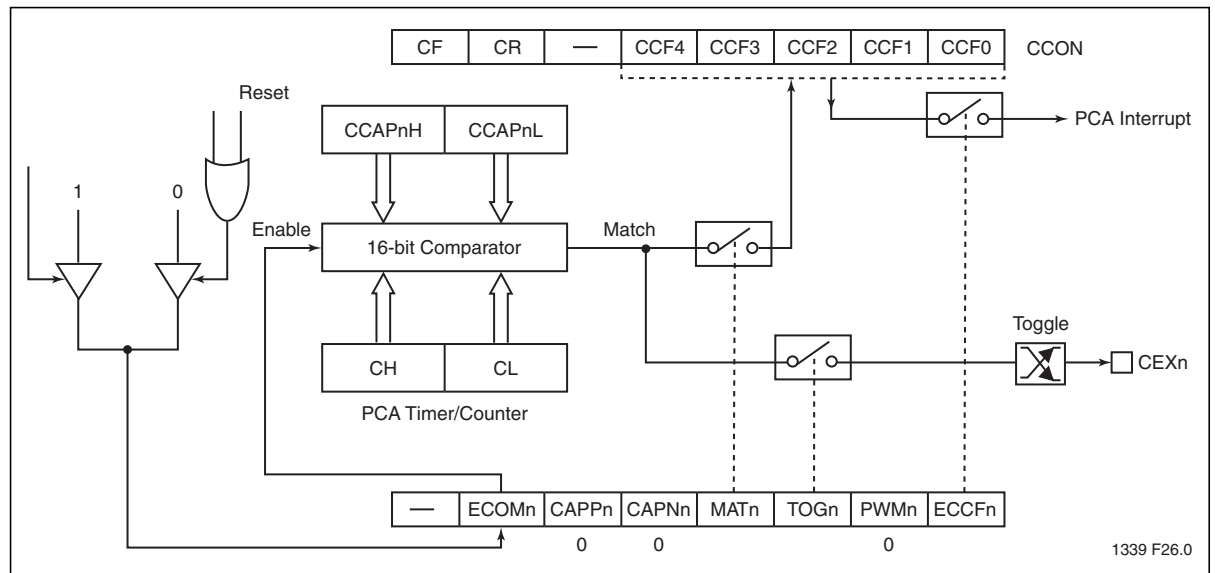 CF CR — CCF4 CCF3 CCF2 CCF1 CCF0 CCON
Reset
CCAPnH CCAPnL
PCA Interrupt
1 0
Enable
16-bit Comparator
Match
Toggle
CH CL
CEXn
PCA Timer/Counter
— ECOMn CAPPn CAPNn MATn TOGn PWMn ECCFn
0 0 0
1339 F26.0